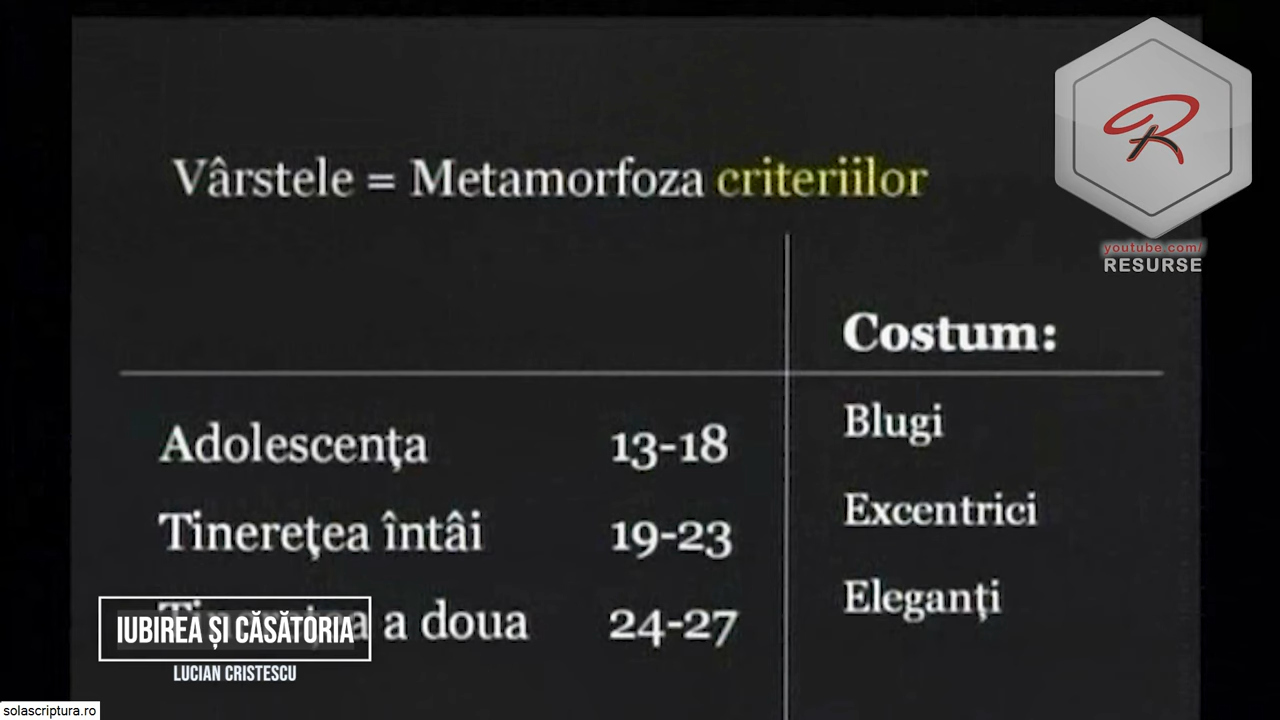 Vârstele = Metamorfoza criteriilor
R
youtube.com/
RESURSE
Costum:
Adolescența 13-18 Blugi
Tinerețea întâi 19-23 Excentrici
a doua 24-27 Eleganți
IUBIREA ȘI CĂSĂTORIA
LUCIAN CRISTESCU
solascriptura.ro